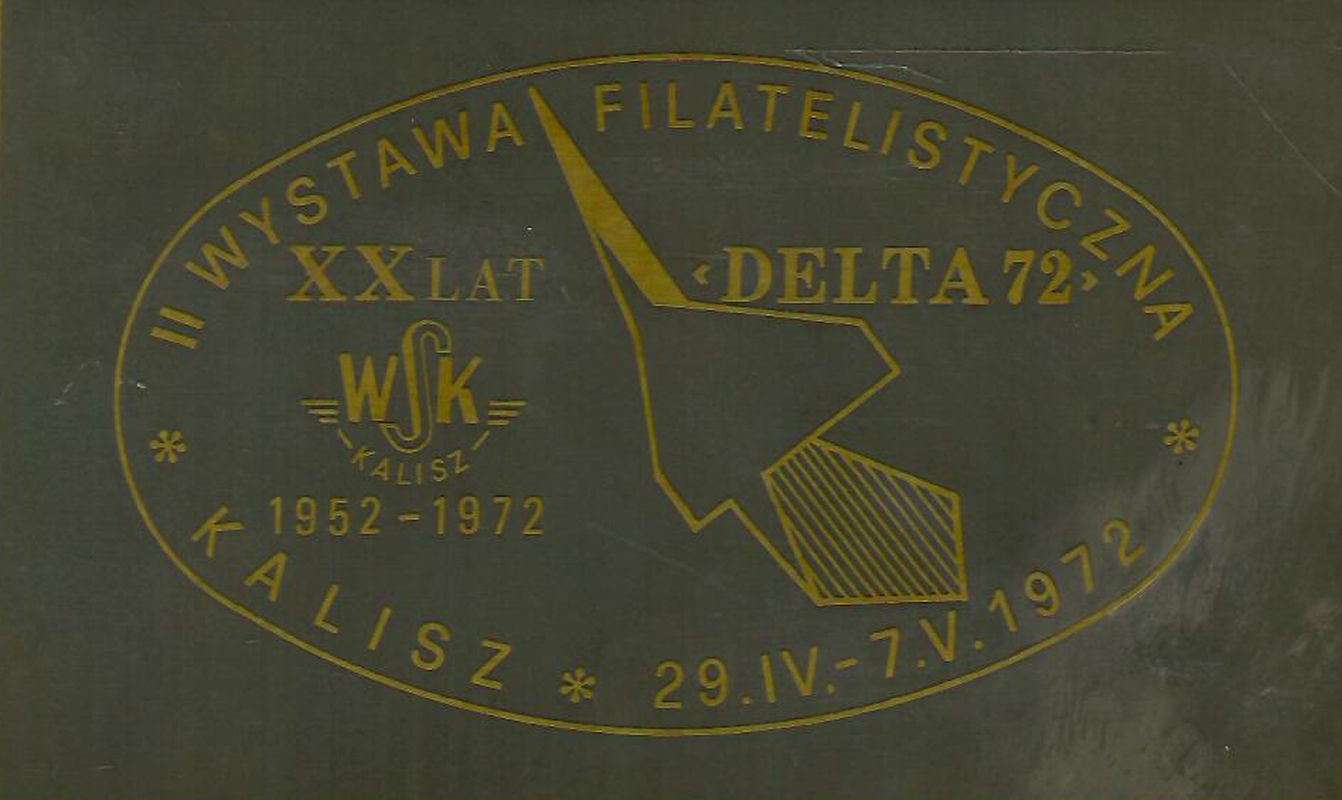 II WYSTAWA FILATELISTYCZNA
XX LAT
‹DELTA 72›
WSK
KALISZ
1952-1972
* KALISZ * 29.IV.-7.V.1972 *